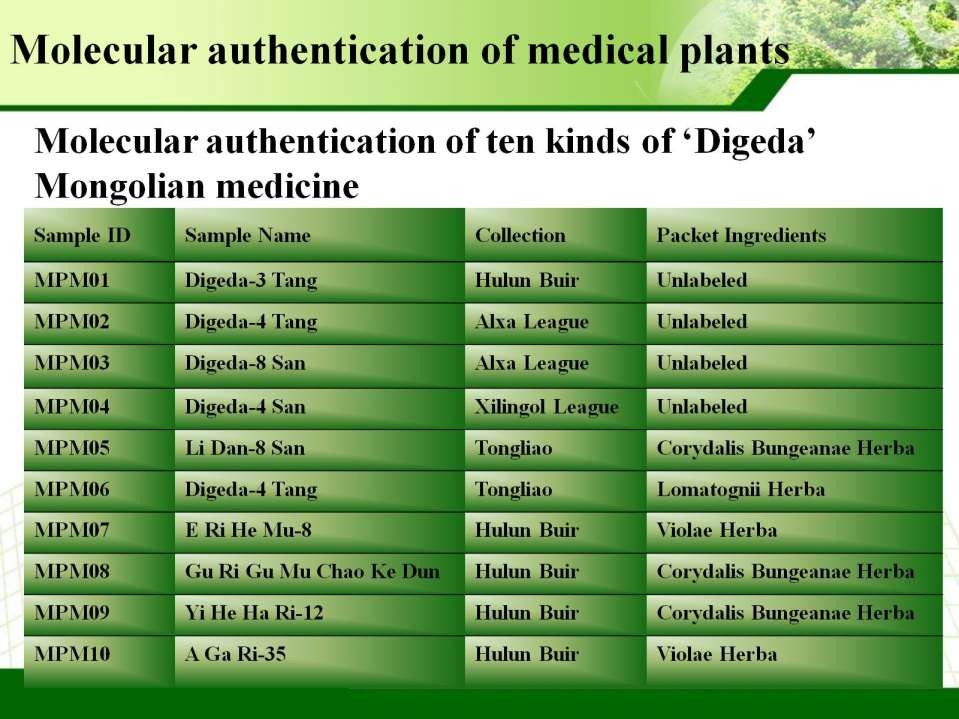 Molecular authentication of medical plants
Molecular authentication of ten kinds of ‘Digeda’
Mongolian medicine
Sample ID Sample Name Collection Packet Ingredients
MPM01 Digeda-3 Tang Hulun Buir Unlabeled
MPM02 Digeda-4 Tang Alxa League Unlabeled
MPM03 Digeda-8 San Alxa League Unlabeled
MPM04 Digeda-4 San Xilingol League Unlabeled
MPM05 Li Dan-8 San Tongliao Corydalis Bungeanae Herba
MPM06 Digeda-4 Tang Tongliao Lomatognii Herba
MPM07 E Ri He Mu-8 Hulun Buir Violae Herba
MPM08 Gu Ri Gu Mu Chao Ke Dun Hulun Buir Corydalis Bungeanae Herba
MPM09 Yi He Ha Ri-12 Hulun Buir Corydalis Bungeanae Herba
MPM10 A Ga Ri-35 Hulun Buir Violae Herba